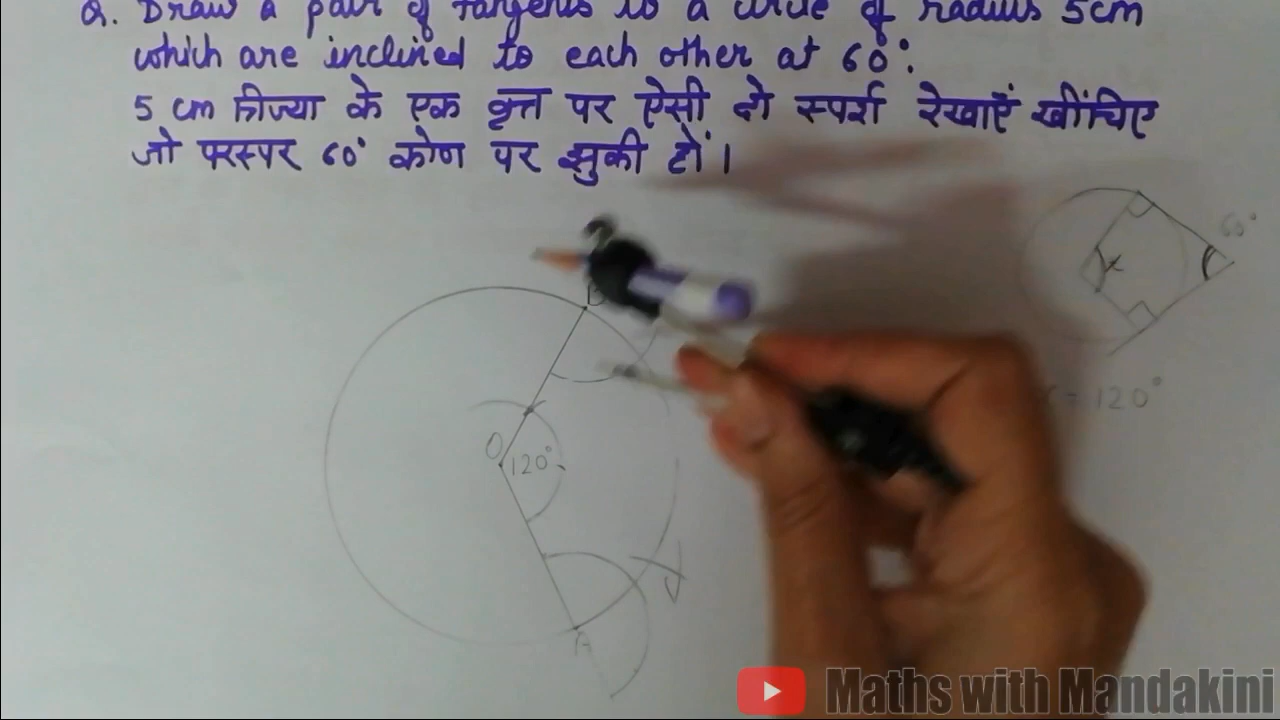 Q. Draw a pair of tangents to a circle of radius 5cm
which are inclined to each other at 60°.
5 cm त्रिज्या के एक वृत्त पर ऐसी दो स्पर्श रेखाएँ खींचिए
जो परस्पर 60° कोण पर झुकी हों।
60°
x
B
= 120°
O
120°
A
Maths with Mandakini